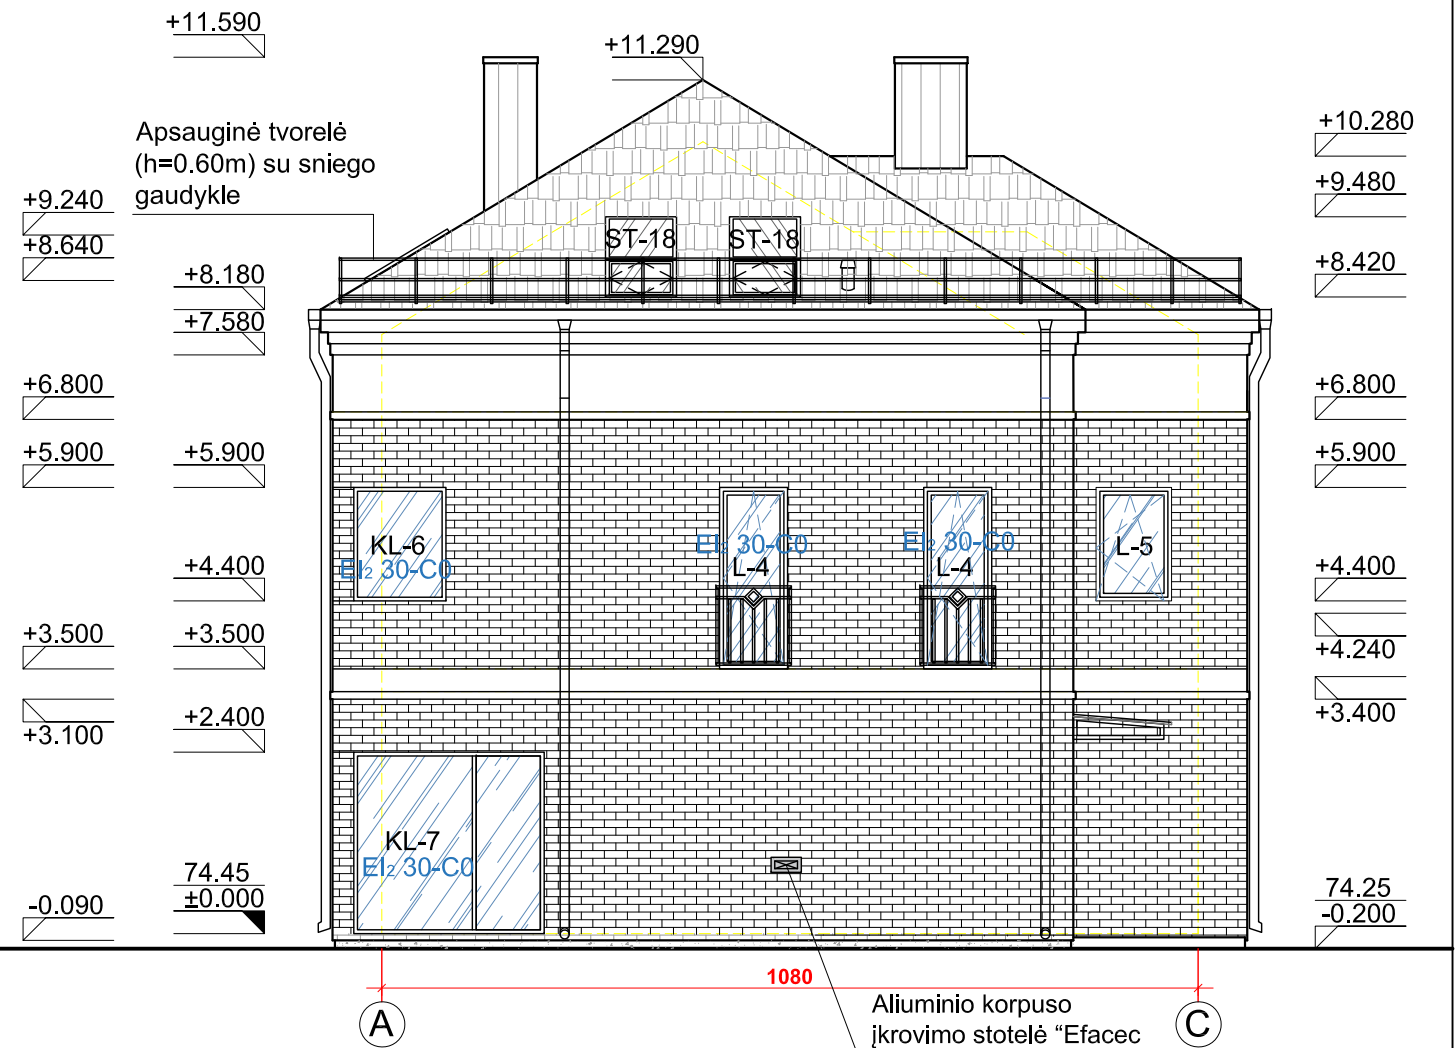 +11.590
+11.290
Apsauginė tvorelė
(h=0.60m) su sniego
gaudykle
+10.280
+9.240
+9.480
+8.640
+8.180
+8.420
+7.580
ST-18
ST-18
+6.800
+6.800
+5.900
+5.900
+5.900
KL-6
EI₂ 30-C0
EI₂ 30-C0
L-4
EI₂ 30-C0
L-4
L-5
+4.400
+4.400
+3.500
+3.500
+4.240
+3.100
+2.400
+3.400
KL-7
EI₂ 30-C0
74.45
±0.000
-0.090
74.25
-0.200
1080
A
C
Aliuminio korpuso
įkrovimo stotelė “Efacec